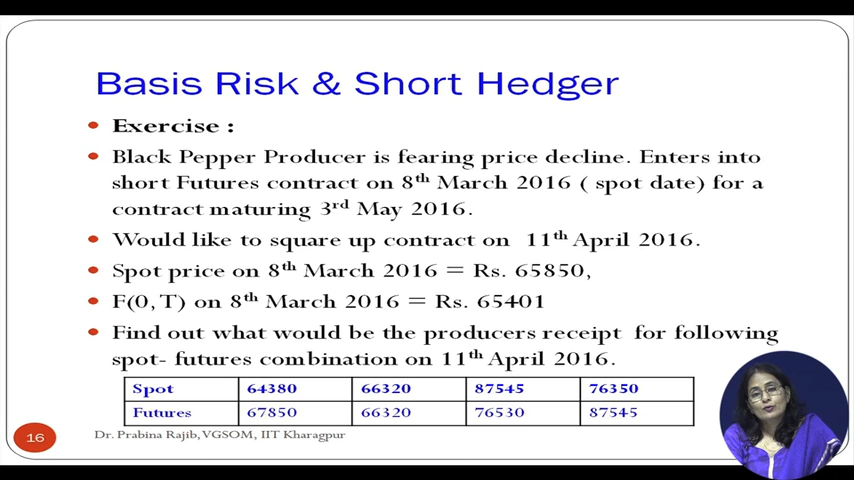 Basis Risk & Short Hedger
Exercise :
Black Pepper Producer is fearing price decline. Enters into
short Futures contract on 8th March 2016 ( spot date) for a
contract maturing 3rd May 2016.
Would like to square up contract on 11th April 2016.
Spot price on 8th March 2016 = Rs. 65850,
F(0,T) on 8th March 2016 = Rs. 65401
Find out what would be the producers receipt for following
spot- futures combination on 11th April 2016.
Spot 64380 66320 87545 76350
Futures 67850 66320 76530 87545
16 Dr. Prabina Rajib, VGSOM, IIT Kharagpur